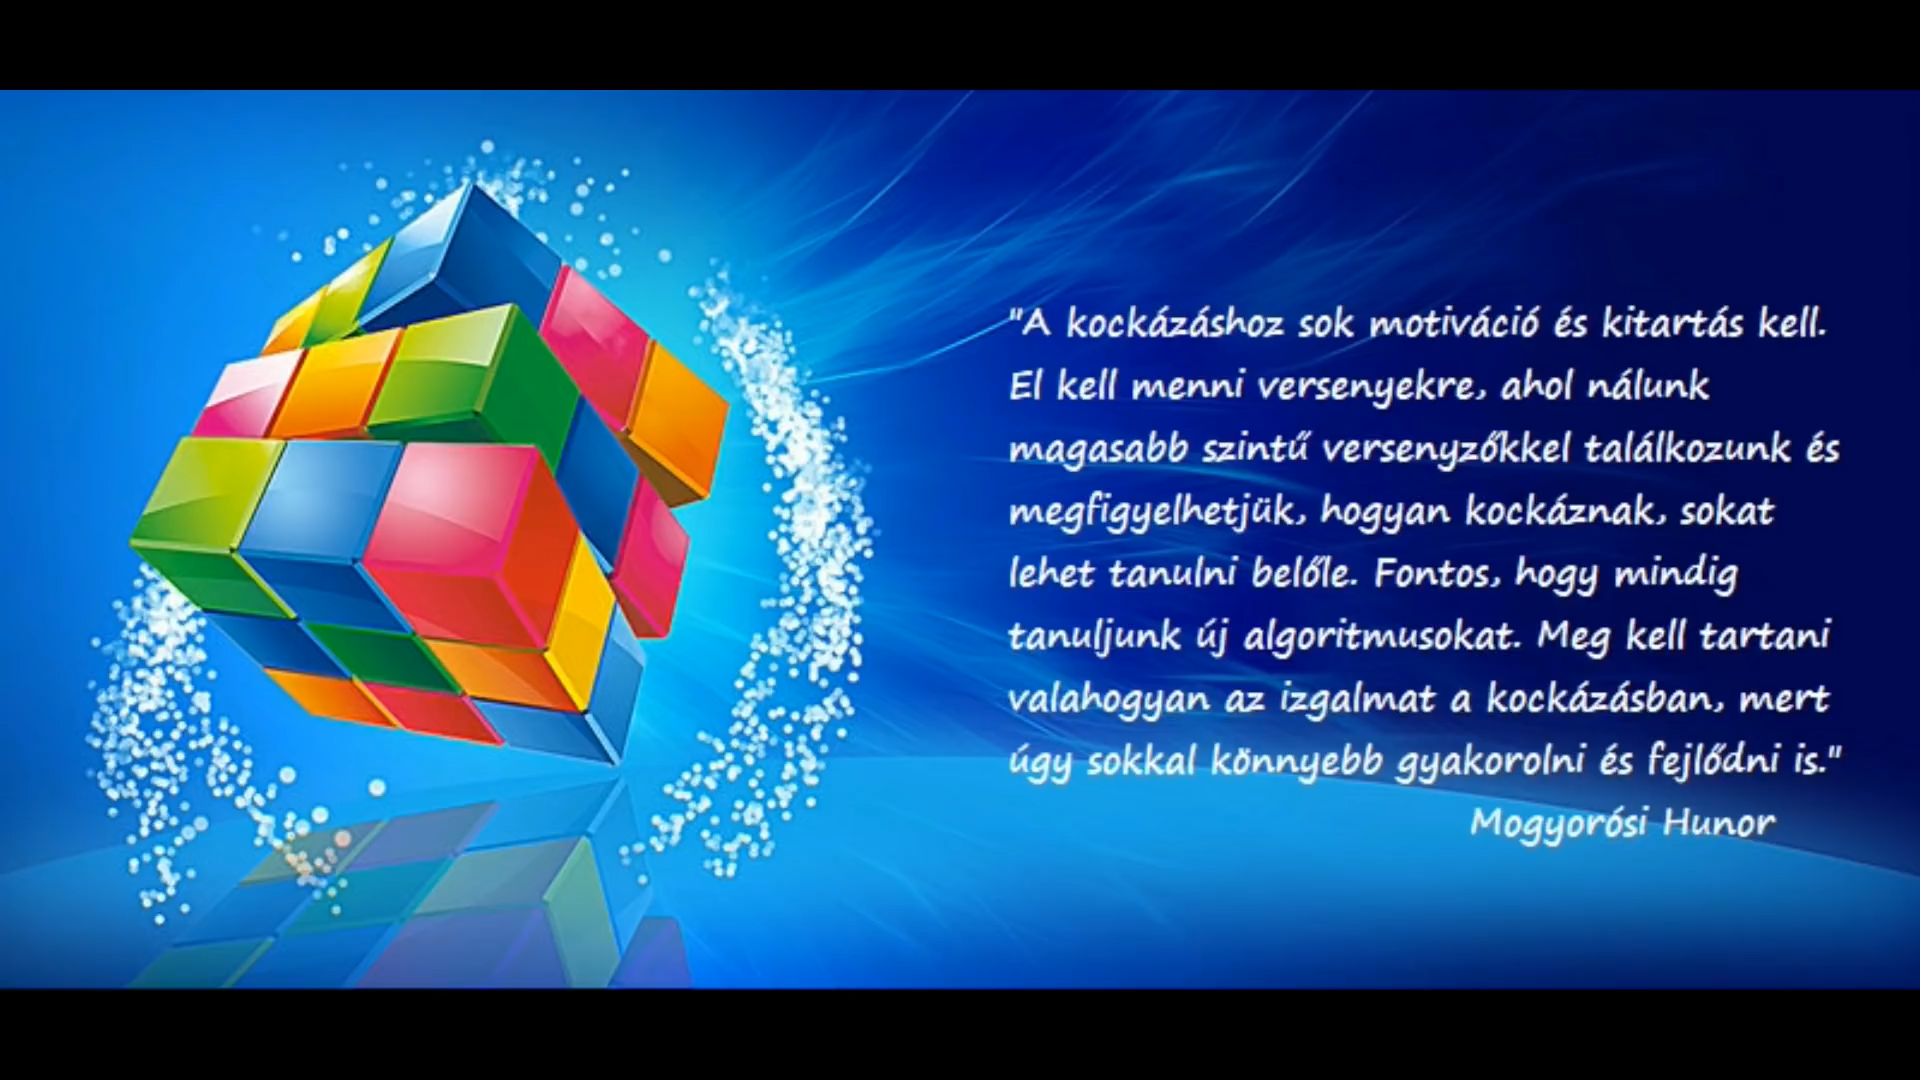 "A kockázáshoz sok motiváció és kitartás kell.
El kell menni versenyekre, ahol nálunk
magasabb szintű versenyzőkkel találkozunk és
megfigyelhetjük, hogyan kockáznak, sokat
lehet tanulni belőle. Fontos, hogy mindig
tanuljunk új algoritmusokat. Meg kell tartani
valahogyan az izgalmat a kockázásban, mert
úgy sokkal könnyebb gyakorolni és fejlődni is."
Mogyorósi Hunor